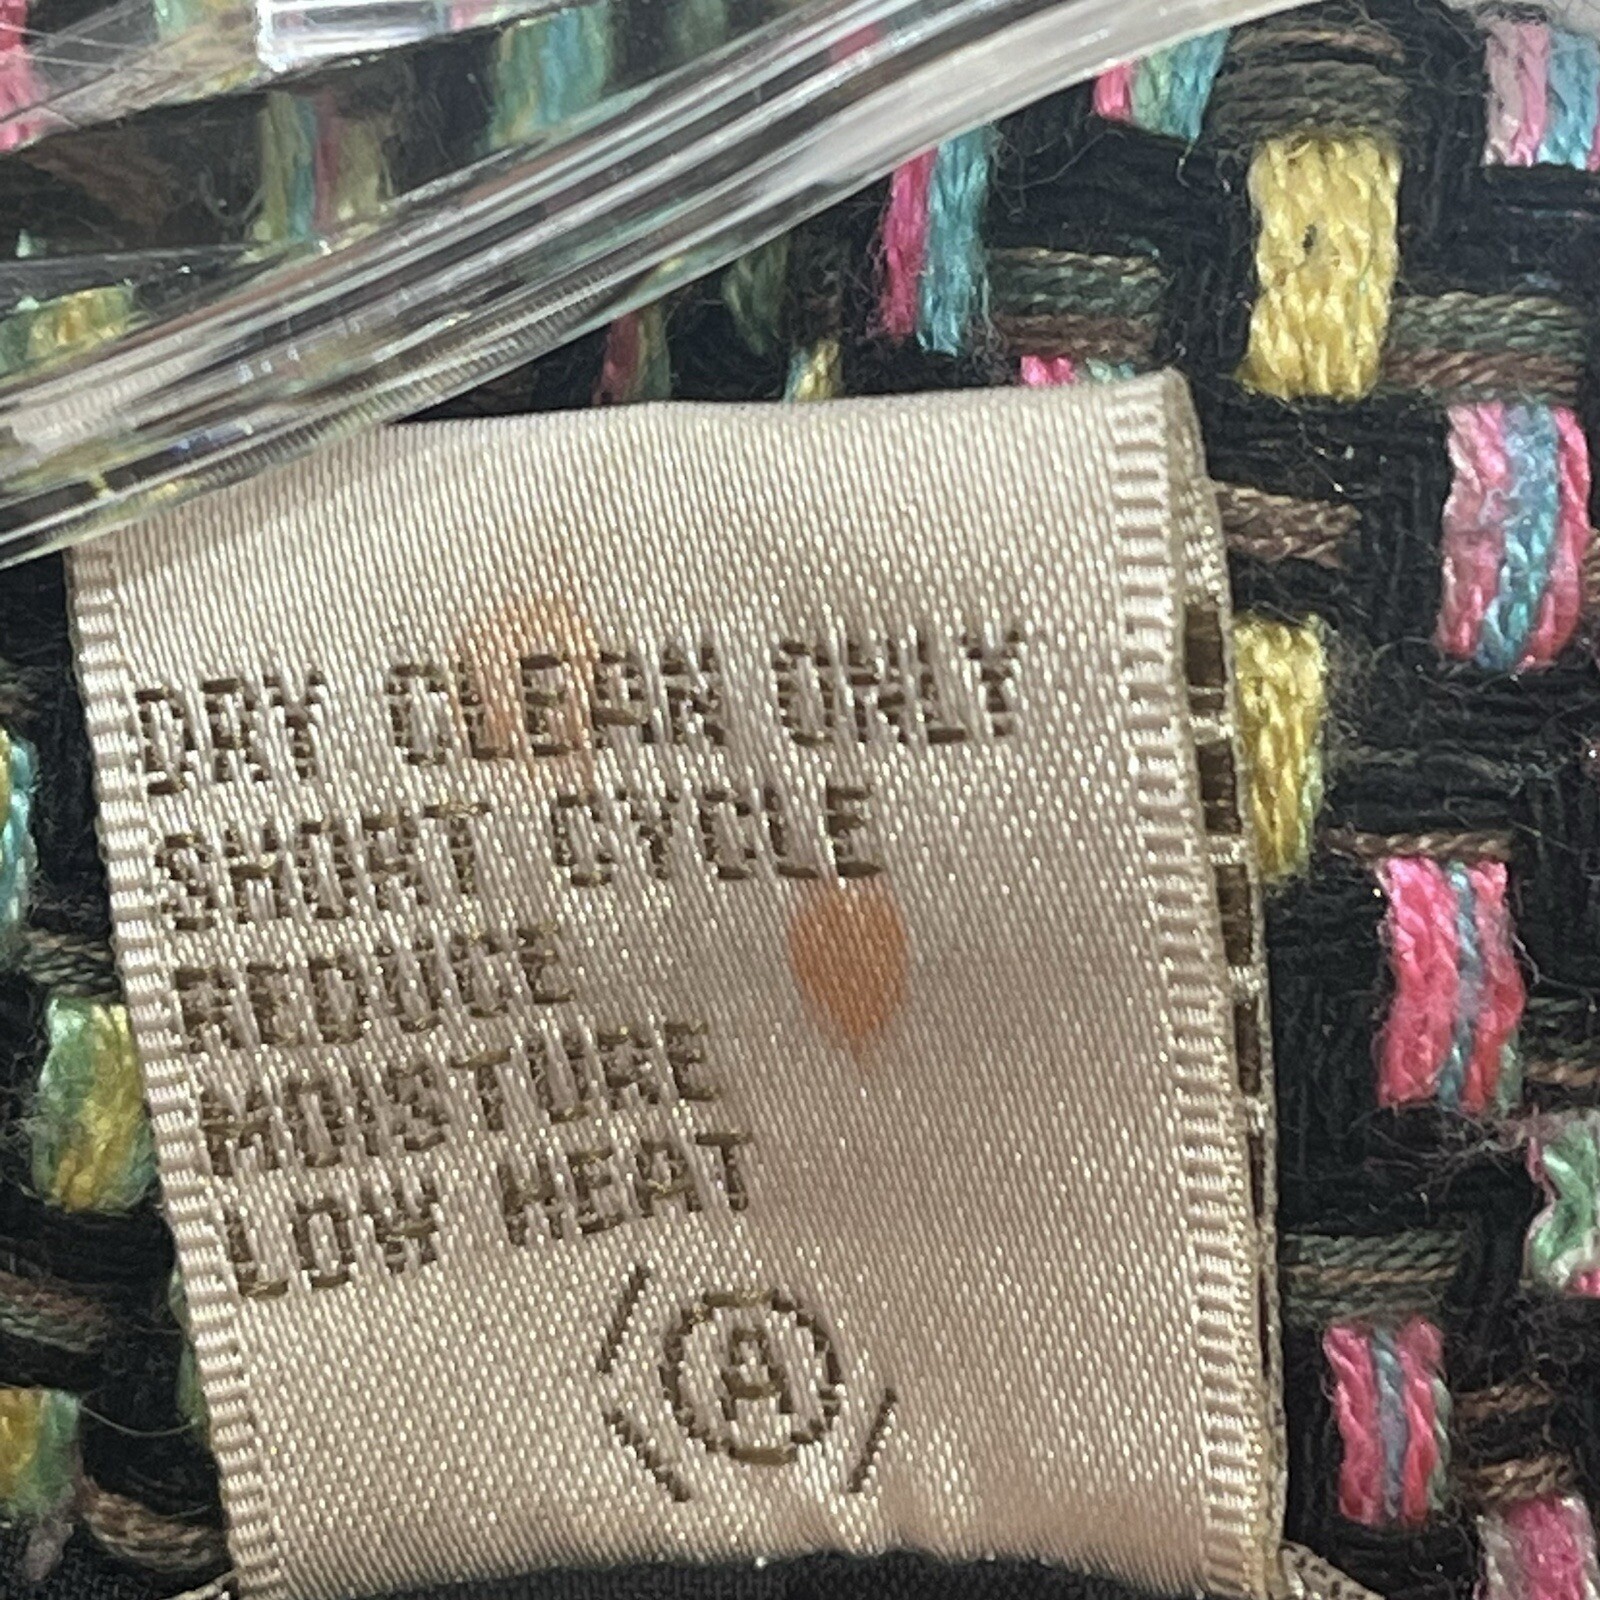 DRY CLEAN ONLY
SHORT CYCLE
REDUCE
MOISTURE
LOW HEAT
A